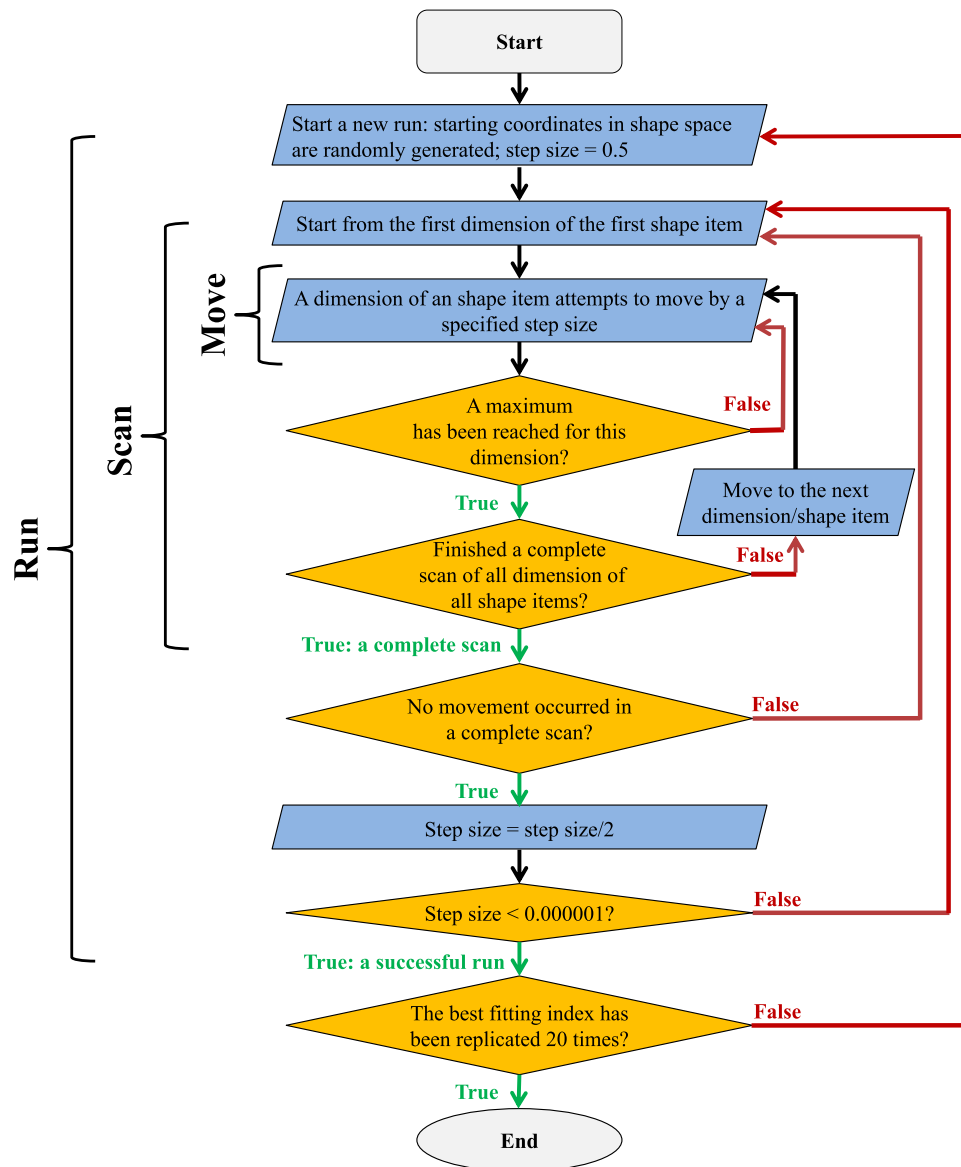 Start
Start a new run: starting coordinates in shape space
are randomly generated; step size = 0.5
Start from the first dimension of the first shape item
Move
A dimension of an shape item attempts to move by a
specified step size
A maximum
has been reached for this
dimension?
False
True
Scan
Move to the next
dimension/shape item
Run
Finished a complete
scan of all dimension of
all shape items?
False
True: a complete scan
No movement occurred in
a complete scan?
False
True
Step size = step size/2
Step size < 0.000001?
False
True: a successful run
The best fitting index has
been replicated 20 times?
False
True
End